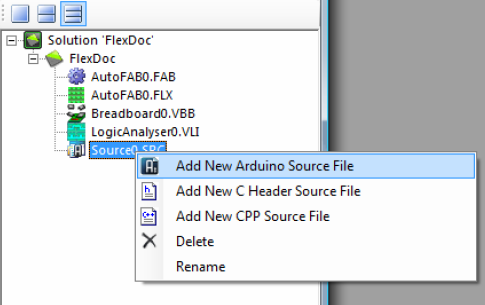 Solution 'FlexDoc'
FlexDoc
AutoFAB0.FAB
AutoFAB0.FLX
Breadboard0.VBB
LogicAnalyser0.VLI
Source0.SRC
Add New Arduino Source File
Add New C Header Source File
Add New CPP Source File
Delete
Rename